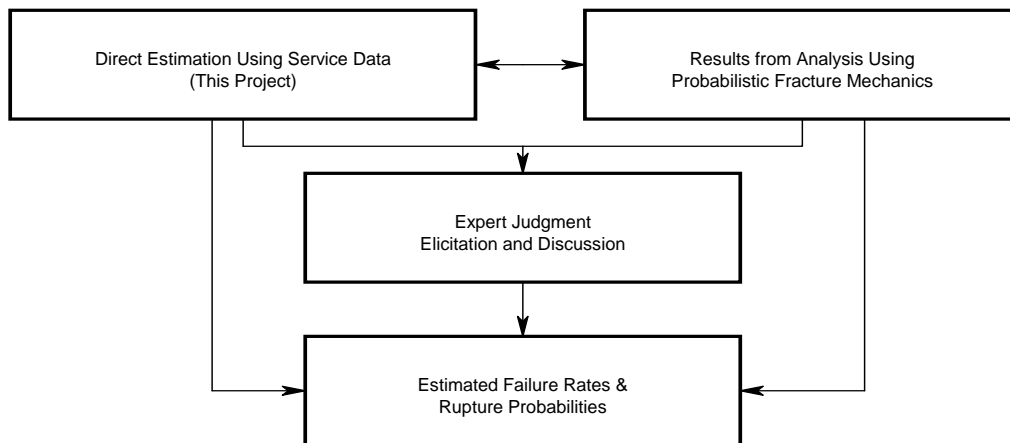 Direct Estimation Using Service Data
(This Project)
Results from Analysis Using
Probabilistic Fracture Mechanics
Expert Judgment
Elicitation and Discussion
Estimated Failure Rates &
Rupture Probabilities